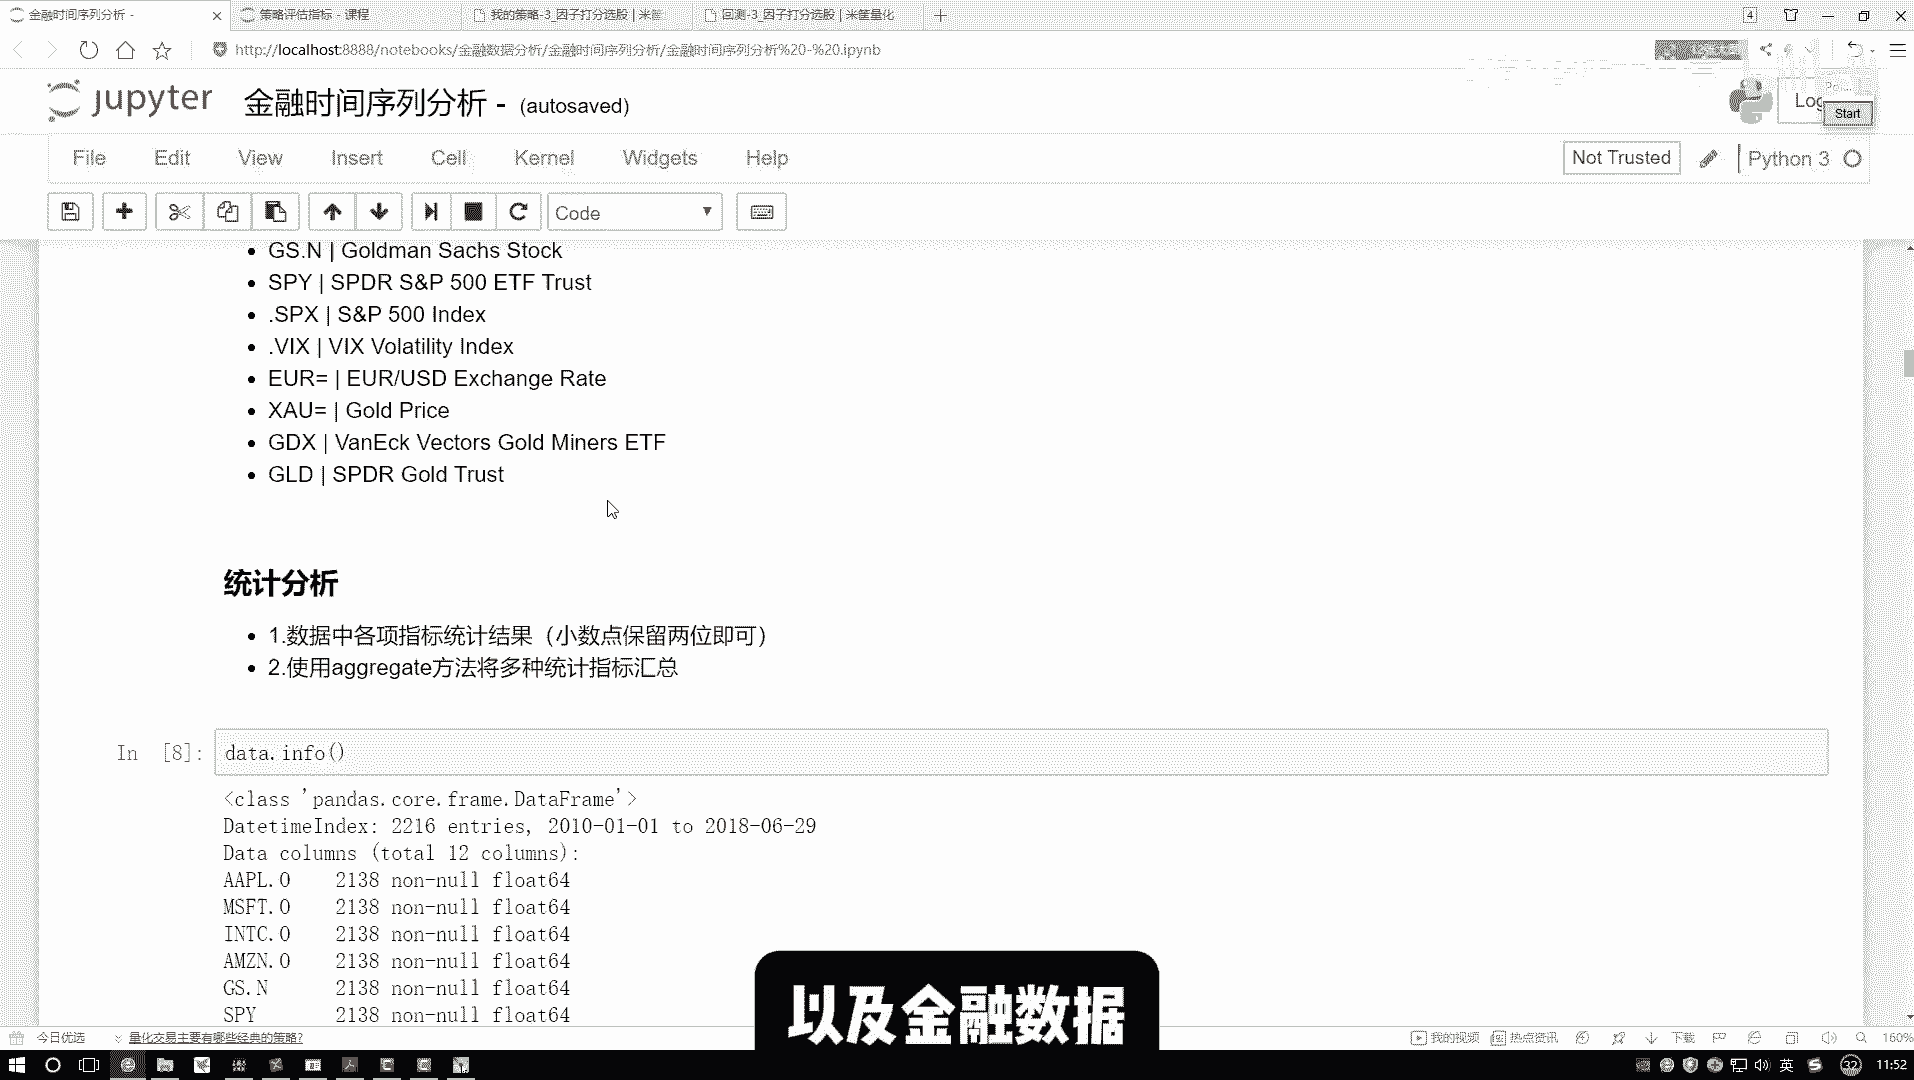 金融时间序列分析 -
策略评估指标 - 课程
我的策略-3_因子打分选股 | 米筐
回测-3_因子打分选股 | 米筐量化
4
http://localhost:8888/notebooks/金融数据分析/金融时间序列分析/金融时间序列分析%20-%20.ipynb
jupyter
金融时间序列分析 - (autosaved)
Start
File Edit View Insert Cell Kernel Widgets Help
Not Trusted
Python 3
Code
GS.N | Goldman Sachs Stock
SPY | SPDR S&P 500 ETF Trust
.SPX | S&P 500 Index
.VIX | VIX Volatility Index
EUR= | EUR/USD Exchange Rate
XAU= | Gold Price
GDX | VanEck Vectors Gold Miners ETF
GLD | SPDR Gold Trust
统计分析
1.数据中各项指标统计结果（小数点保留两位即可）
2.使用aggregate方法将多种统计指标汇总
In [8]: data.info()
<class 'pandas.core.frame.DataFrame'>
DatetimeIndex: 2216 entries, 2010-01-01 to 2018-06-29
Data columns (total 12 columns):
AAPL.O 2138 non-null float64
MSFT.O 2138 non-null float64
INTC.O 2138 non-null float64
AMZN.O 2138 non-null float64
GS.N 2138 non-null float64
SPY 2138 non-null float64
以及金融数据
今日优选
量化交易主要有哪些经典的策略?
我的视频
热点资讯
下载
160%
英
32
11:52